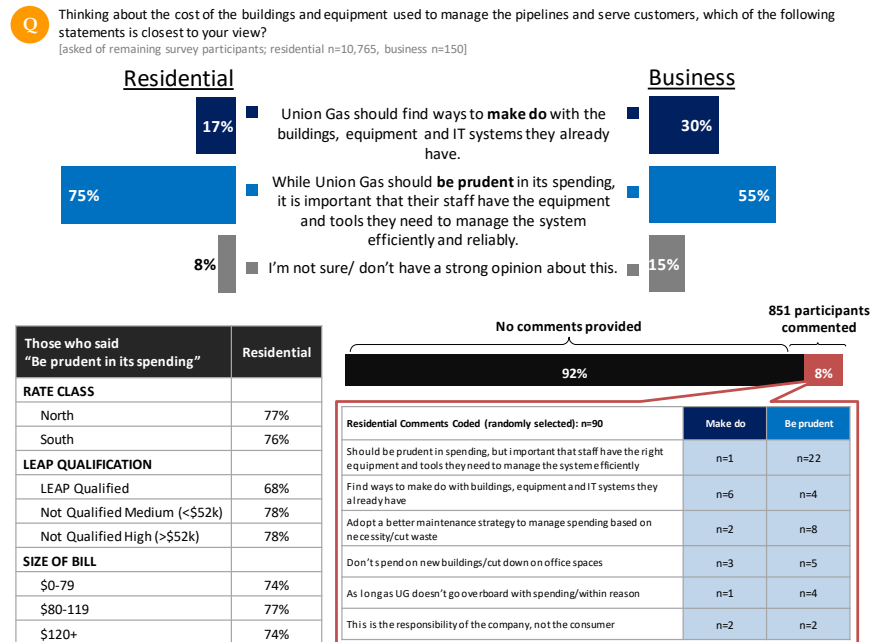 Q
Thinking about the cost of the buildings and equipment used to manage the pipelines and serve customers, which of the following
statements is closest to your view?
[asked of remaining survey participants; residential n=10,765, business n=150]
Residential
Business
17%
Union Gas should find ways to make do with the
buildings, equipment and IT systems they already
have.
30%
75%
While Union Gas should be prudent in its spending,
it is important that their staff have the equipment
and tools they need to manage the system
efficiently and reliably.
55%
8%
I'm not sure/ don't have a strong opinion about this.
15%
851 participants
commented
No comments provided
92%
8%
Those who said
"Be prudent in its spending"
Residential
RATE CLASS
North 77%
South 76%
LEAP QUALIFICATION
LEAP Qualified 68%
Not Qualified Medium (<$52k) 78%
Not Qualified High (>$52k) 78%
SIZE OF BILL
$0-79 74%
$80-119 77%
$120+ 74%
Residential Comments Coded (randomly selected): n=90
Make do
Be prudent
Should be prudent in spending, but important that staff have the right
equipment and tools they need to manage the system efficiently
n=1
n=22
Find ways to make do with buildings, equipment and IT systems they
already have
n=6
n=4
Adopt a better maintenance strategy to manage spending based on
necessity/cut waste
n=2
n=8
Don't spend on new buildings/cut down on office spaces
n=3
n=5
As long as UG doesn't go overboard with spending/within reason
n=1
n=4
This is the responsibility of the company, not the consumer
n=2
n=2